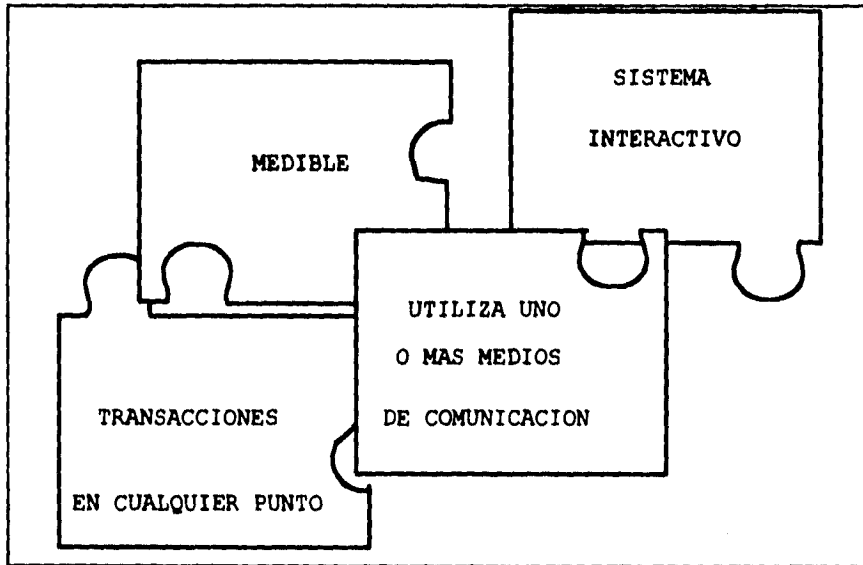 SISTEMA
INTERACTIVO
MEDIBLE
UTILIZA UNO
O MAS MEDIOS
DE COMUNICACION
TRANSACCIONES
EN CUALQUIER PUNTO